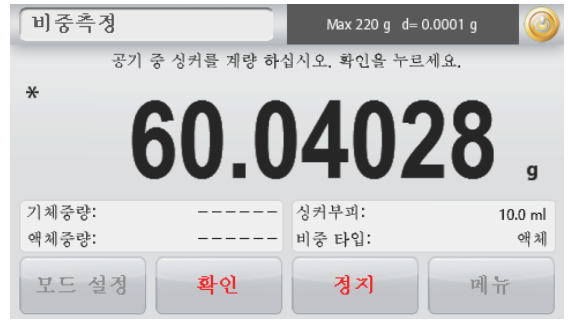 비중측정 Max 220 g d= 0.0001 g
공기 중 싱커를 계량 하십시오. 확인을 누르세요.
*
60.04028 g
기체중량: ------ 싱커부피: 10.0 ml
액체중량: ------ 비중 타입: 액체
모드 설정 확인 정지 메뉴